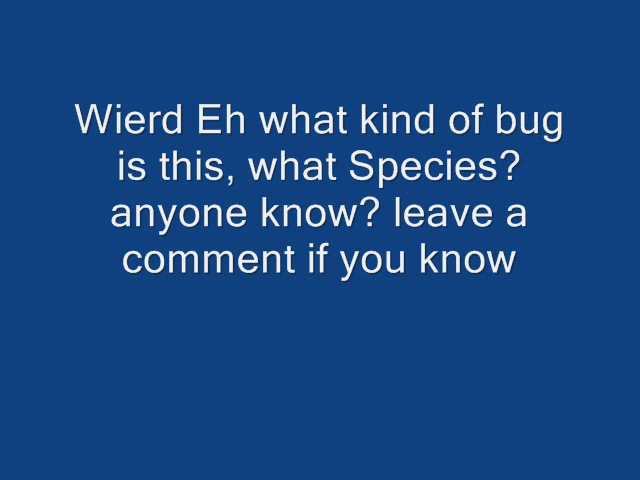 Wierd Eh what kind of bug
is this, what Species?
anyone know? leave a
comment if you know